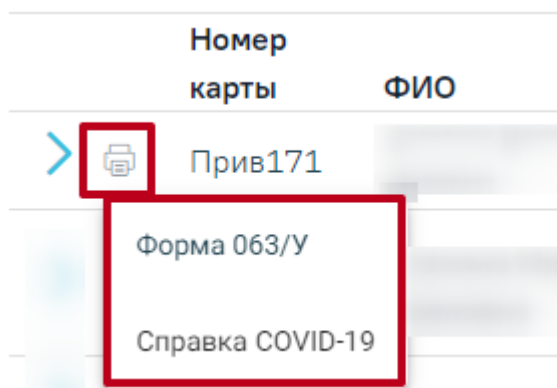 Номер
карты
ФИО
Прив171
Форма 063/У
Справка COVID-19